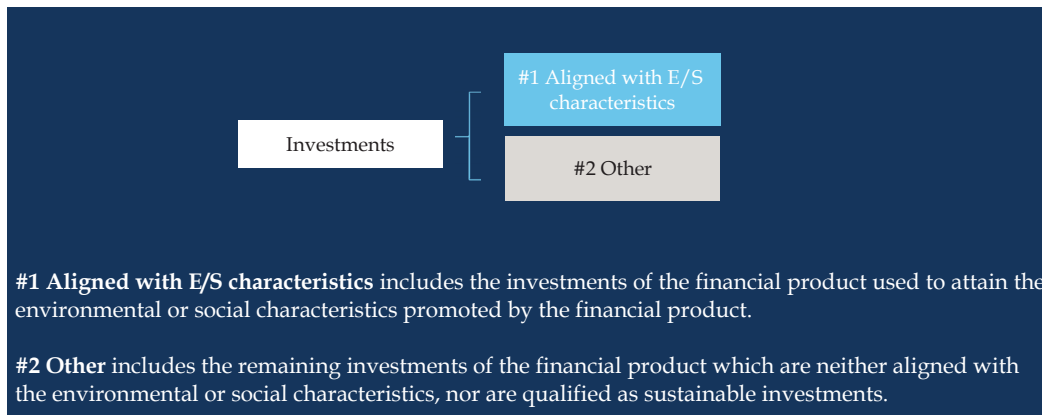 #1 Aligned with E/S
characteristics
Investments
#2 Other
#1 Aligned with E/S characteristics includes the investments of the financial product used to attain the
environmental or social characteristics promoted by the financial product.
#2 Other includes the remaining investments of the financial product which are neither aligned with
the environmental or social characteristics, nor are qualified as sustainable investments.